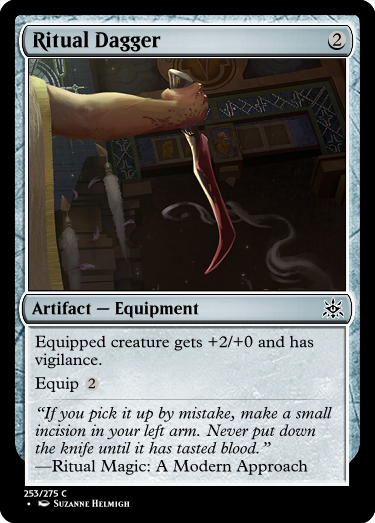 Ritual Dagger 2
Artifact — Equipment
Equipped creature gets +2/+0 and has
vigilance.
Equip 2
“If you pick it up by mistake, make a small
incision in your left arm. Never put down
the knife until it has tasted blood.”
—Ritual Magic: A Modern Approach
253/275 C
• Suzanne Helmigh